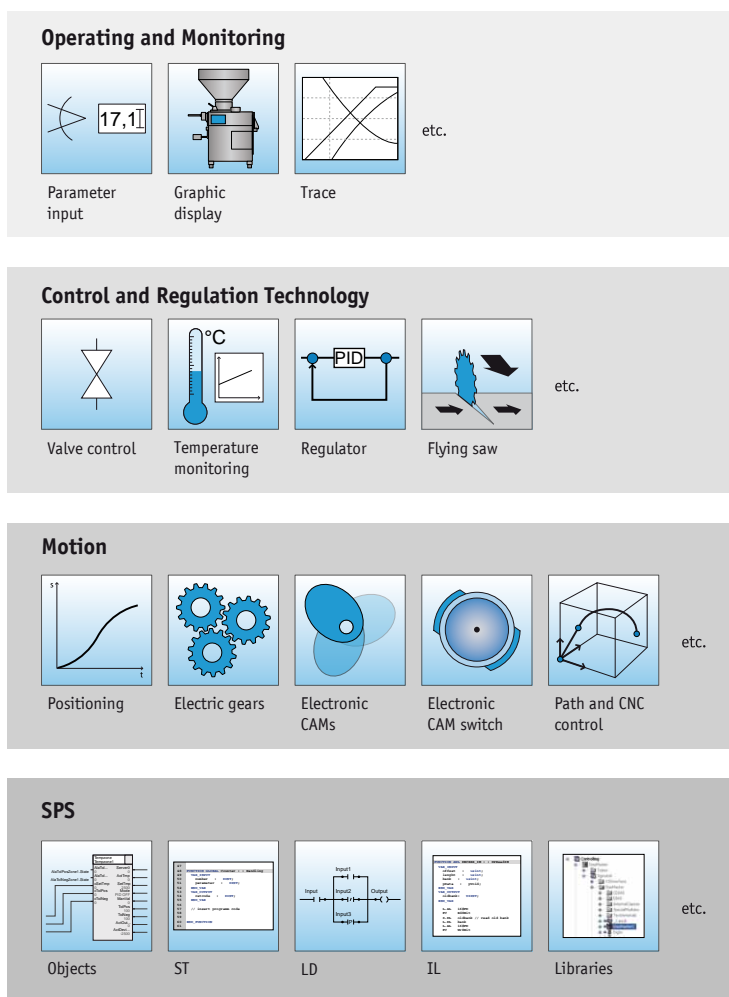 Operating and Monitoring
17,1
etc.
Parameter
input
Graphic
display
Trace
Control and Regulation Technology
°C
PID
etc.
Valve control
Temperature
monitoring
Regulator
Flying saw
Motion
s
t
etc.
Positioning
Electric gears
Electronic
CAMs
Electronic
CAM switch
Path and CNC
control
SPS
Input1
Input
Input2
Output
Input3
etc.
Objects
ST
LD
IL
Libraries